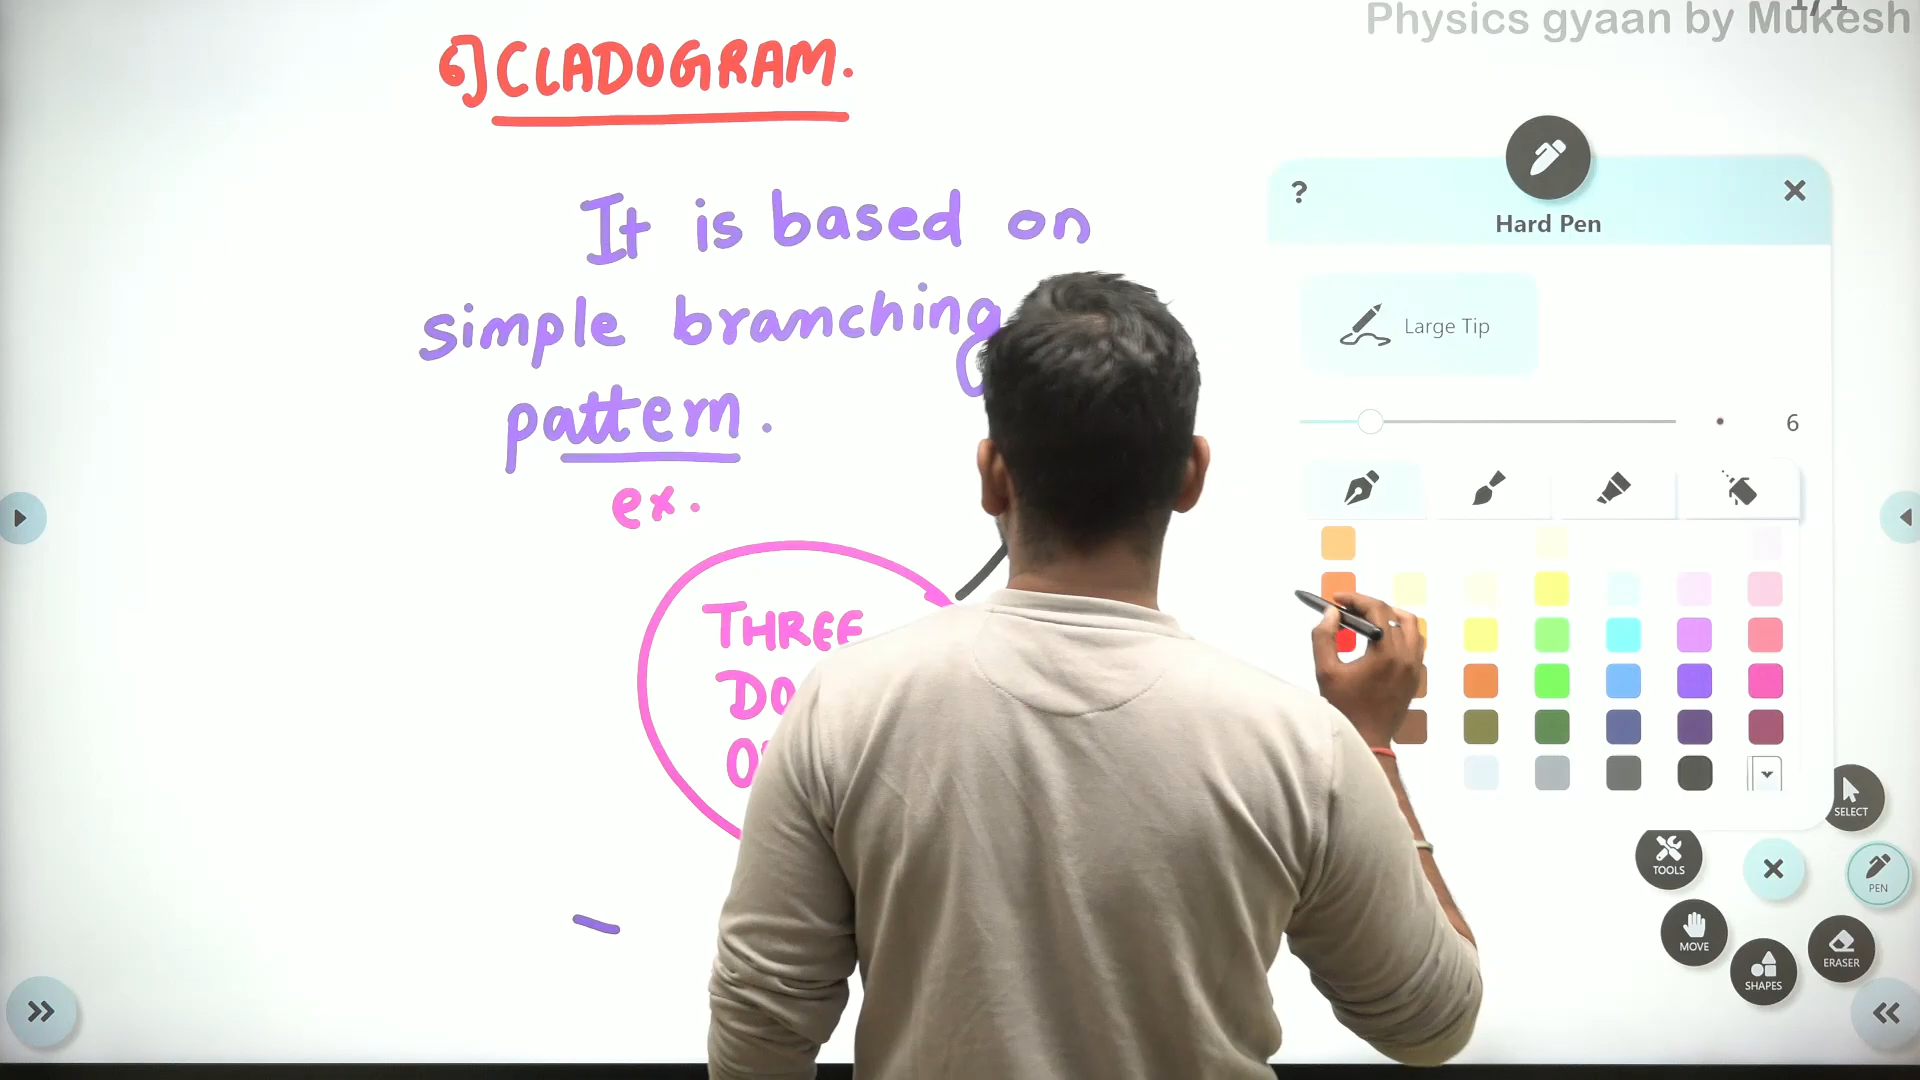 Physics gyaan by Mukesh
6] CLADOGRAM.
It is based on
simple branching
pattern.
ex.
THREE
?
Hard Pen
Large Tip
6
SELECT
TOOLS
PEN
MOVE
ERASER
SHAPES